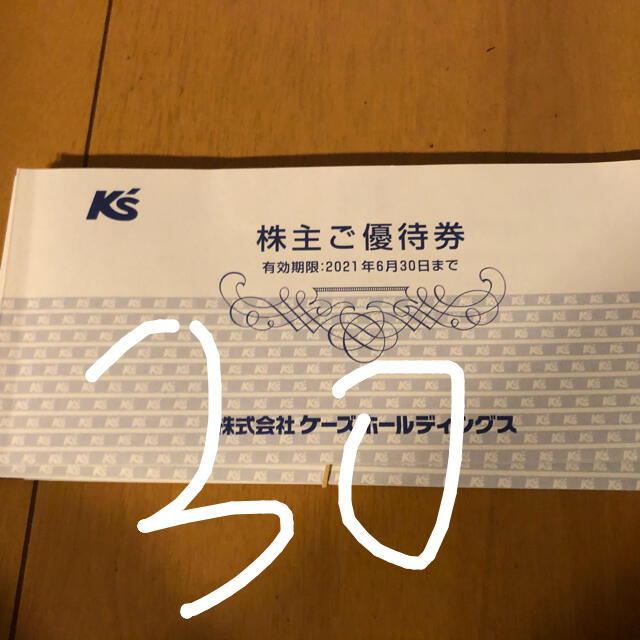 K's
株主ご優待券
有効期限:2021年6月30日まで
株式会社 ケーズホールディングス
30